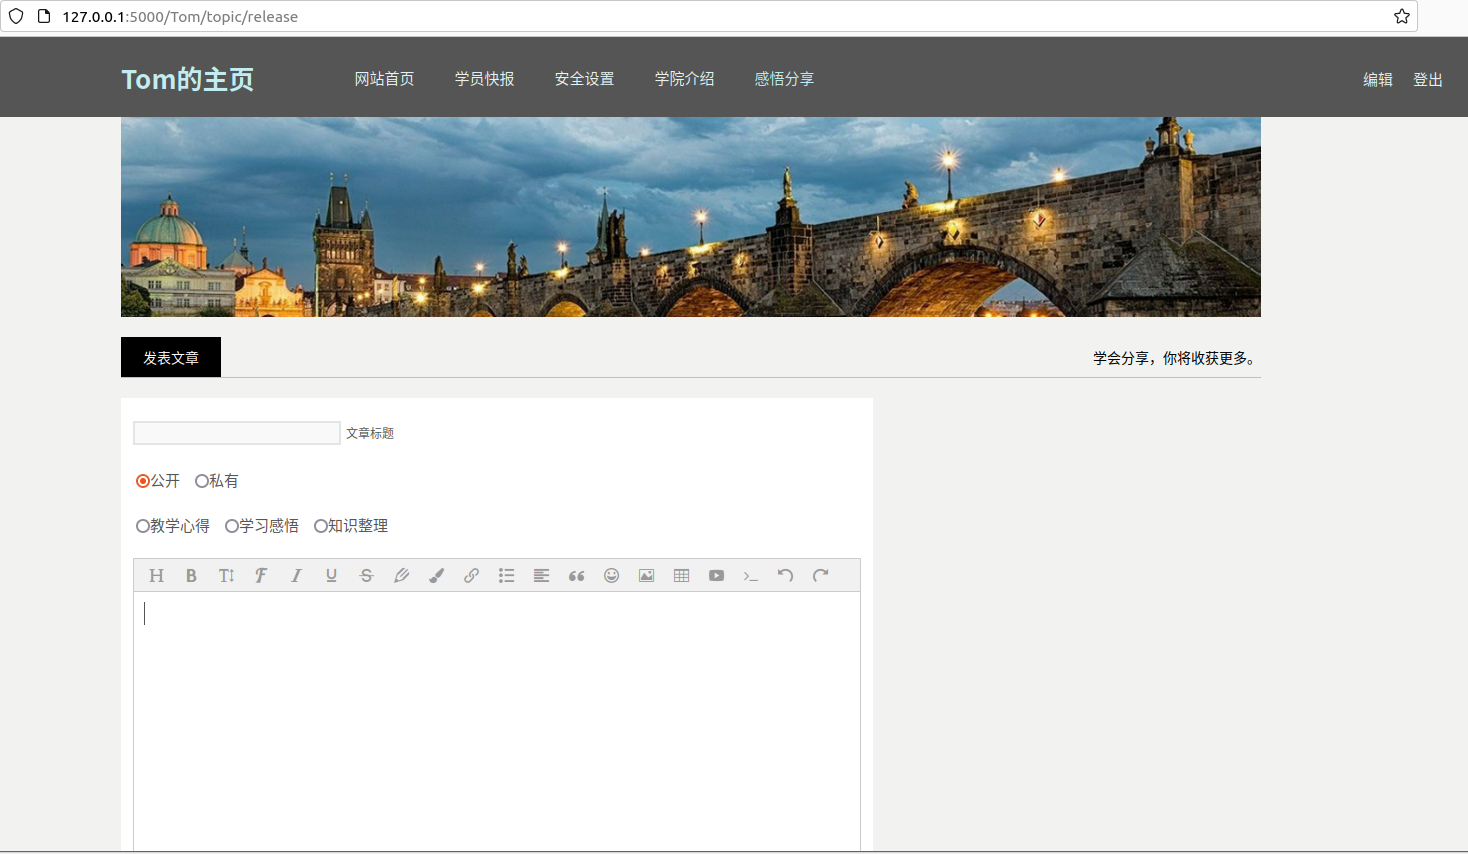 127.0.0.1:5000/Tom/topic/release
Tom的主页 网站首页 学员快报 安全设置 学院介绍 感悟分享 编辑 登出
发表文章 学会分享，你将收获更多。
文章标题
公开 私有
教学心得 学习感悟 知识整理